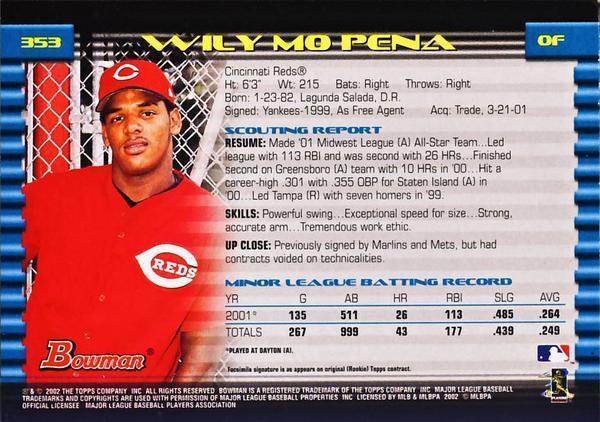 353
WILY MO PENA
OF
Cincinnati Reds®
Ht: 6'3" Wt: 215 Bats: Right Throws: Right
Born: 1-23-82, Lagunda Salada, D.R.
Signed: Yankees-1999, As Free Agent Acq: Trade, 3-21-01
SCOUTING REPORT
RESUME: Made '01 Midwest League (A) All-Star Team...Led
league with 113 RBI and was second with 26 HRs...Finished
second on Greensboro (A) team with 10 HRs in '00...Hit a
career-high .301 with .355 OBP for Staten Island (A) in
'00...Led Tampa (R) with seven homers in '99.
SKILLS: Powerful swing...Exceptional speed for size...Strong,
accurate arm...Tremendous work ethic.
UP CLOSE: Previously signed by Marlins and Mets, but had
contracts voided on technicalities.
MINOR LEAGUE BATTING RECORD
YR G AB HR RBI SLG AVG
2001* 135 511 26 113 .485 .264
TOTALS 267 999 43 177 .439 .249
*PLAYED AT DAYTON (A).
Facsimile signature is as appears on original (Rookie) Topps contract.
C
REDS
Bowman
® & © 2002 THE TOPPS COMPANY INC ALL RIGHTS RESERVED BOWMAN IS A REGISTERED TRADEMARK OF THE TOPPS COMPANY INC MAJOR LEAGUE BASEBALL
TRADEMARKS AND COPYRIGHTS ARE USED WITH PERMISSION OF MAJOR LEAGUE BASEBALL PROPERTIES INC LICENSED BY MLB & MLBPA 2002 © MLBPA
OFFICIAL LICENSEE MAJOR LEAGUE BASEBALL PLAYERS ASSOCIATION